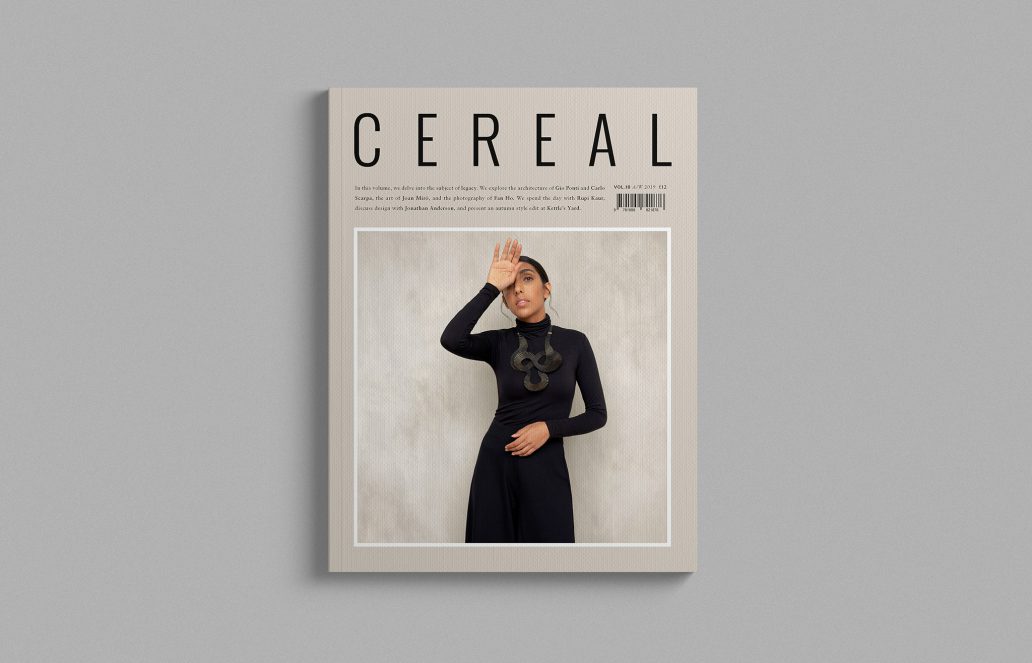 CEREAL
In this volume, we delve into the subject of legacy. We explore the architecture of Gio Ponti and Carlo
Scarpa, the art of Joan Miró, and the photography of Fan Ho. We spend the day with Rupi Kaur,
discuss design with Jonathan Anderson, and present an autumn style edit at Kettle's Yard.
VOL.18 A/W 2019 £12